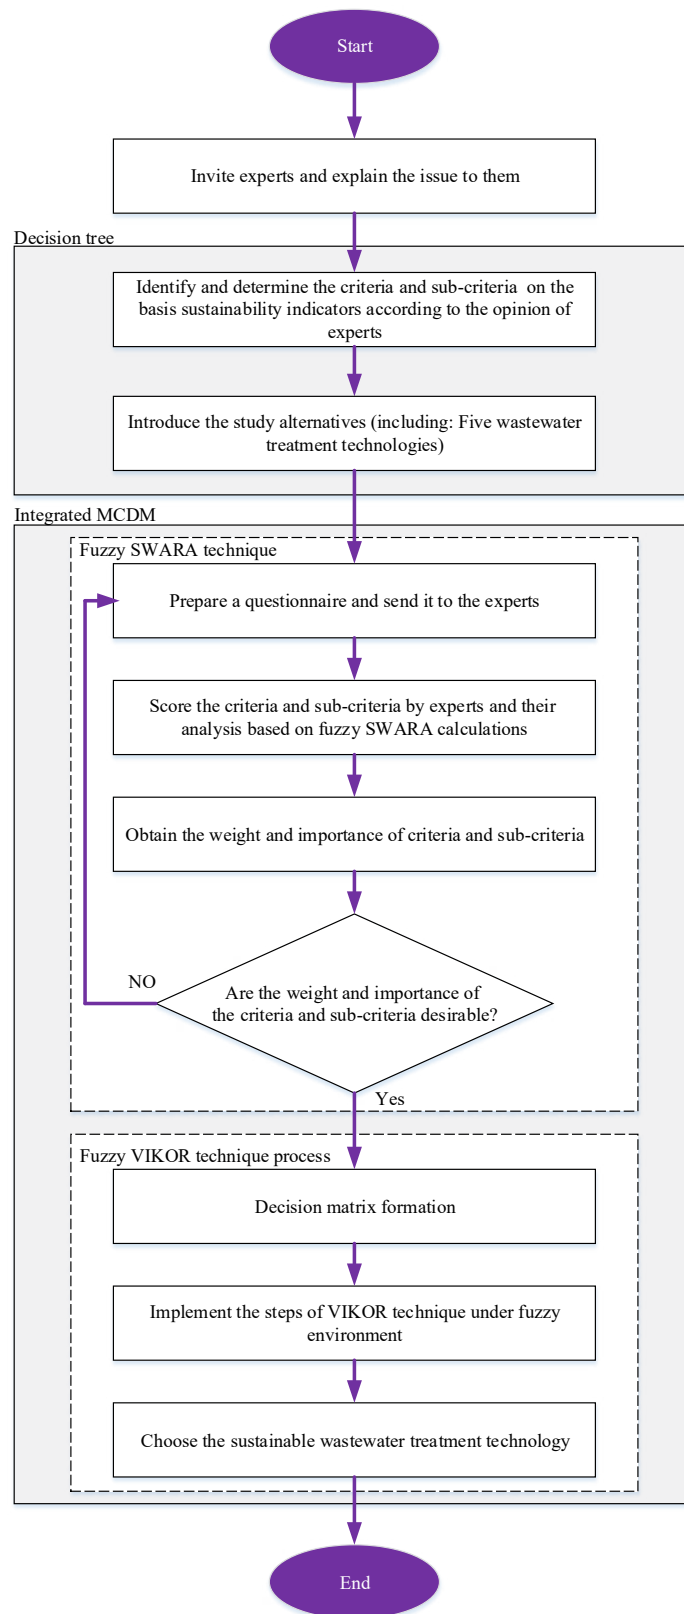 Start
Invite experts and explain the issue to them
Decision tree
Identify and determine the criteria and sub-criteria on the
basis sustainability indicators according to the opinion of
experts
Introduce the study alternatives (including: Five wastewater
treatment technologies)
Integrated MCDM
Fuzzy SWARA technique
Prepare a questionnaire and send it to the experts
Score the criteria and sub-criteria by experts and their
analysis based on fuzzy SWARA calculations
Obtain the weight and importance of criteria and sub-criteria
NO
Are the weight and importance of
the criteria and sub-criteria desirable?
Yes
Fuzzy VIKOR technique process
Decision matrix formation
Implement the steps of VIKOR technique under fuzzy
environment
Choose the sustainable wastewater treatment technology
End